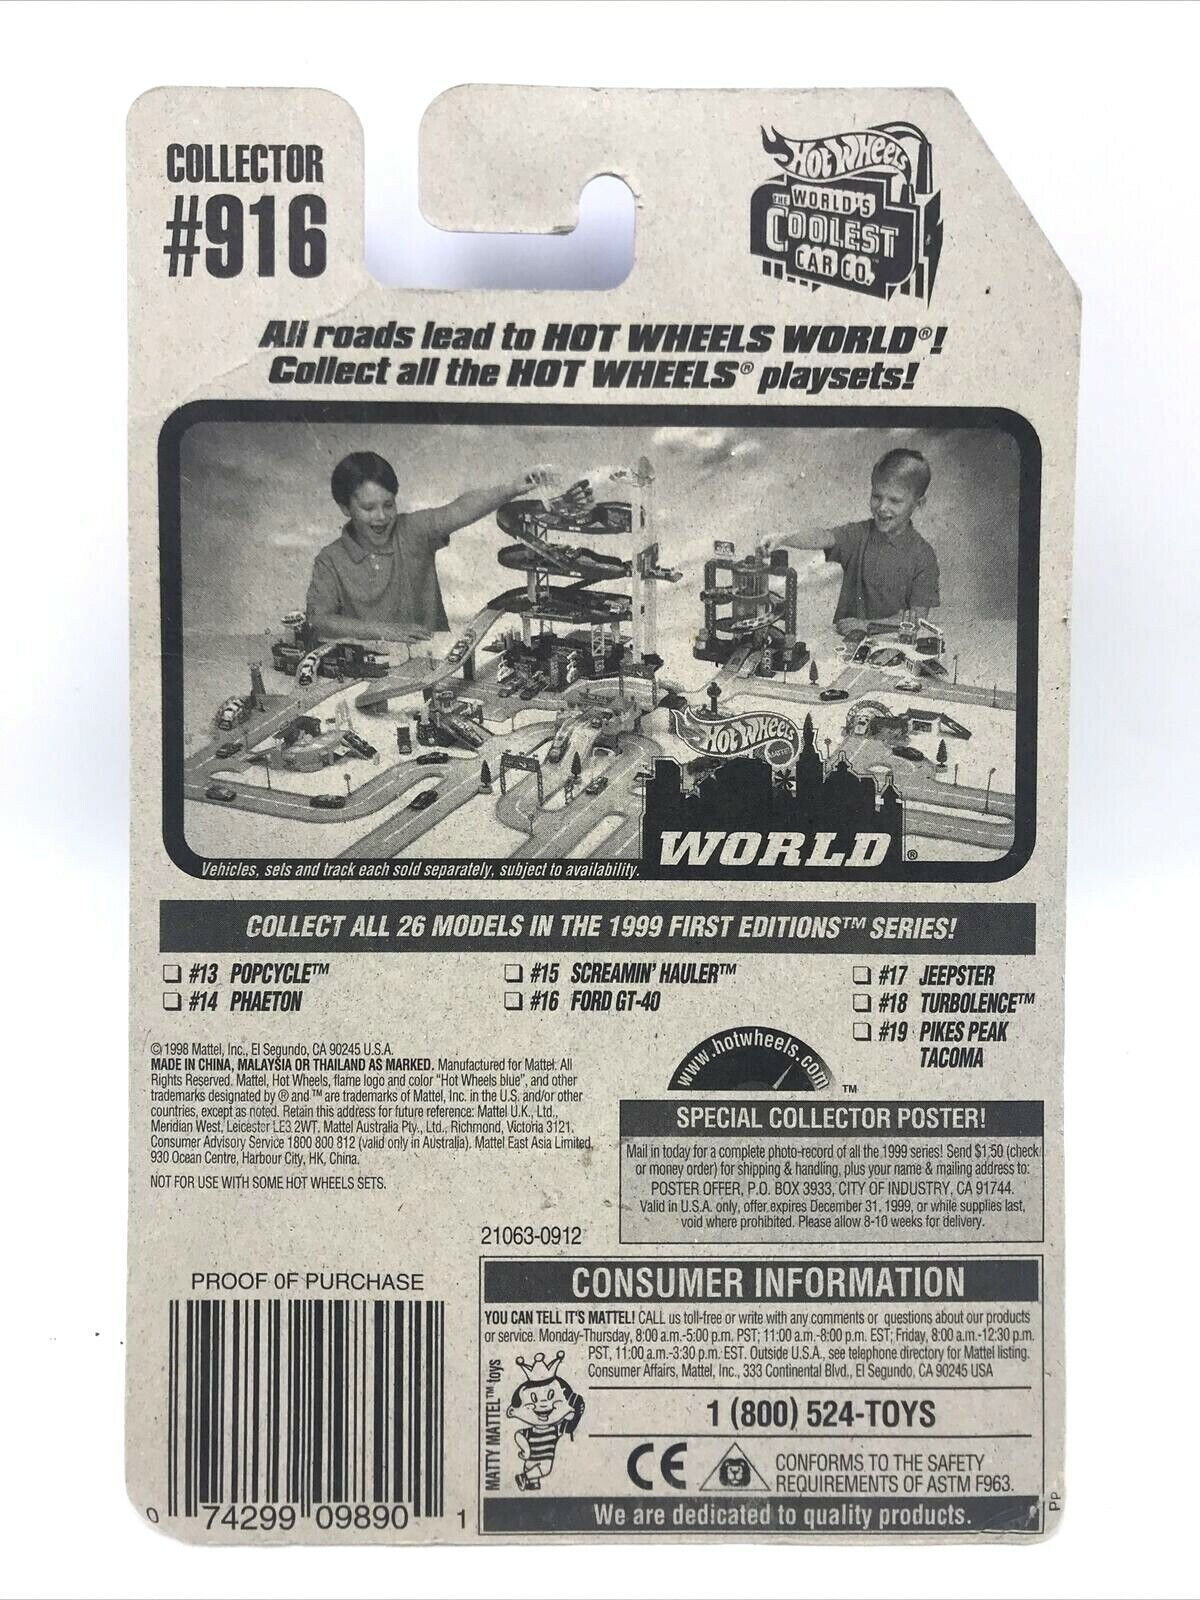 COLLECTOR
#916
HOT WHEELS
THE WORLD'S
COOLEST
CAR CO.™
All roads lead to HOT WHEELS WORLD®!
Collect all the HOT WHEELS® playsets!
HOT WHEELS
MATTEL
WORLD®
Vehicles, sets and track each sold separately, subject to availability.
COLLECT ALL 26 MODELS IN THE 1999 FIRST EDITIONS™ SERIES!
#13 POPCYCLE™
#14 PHAETON
#15 SCREAMIN' HAULER™
#16 FORD GT-40
#17 JEEPSTER
#18 TURBOLENCE™
#19 PIKES PEAK
TACOMA
© 1998 Mattel, Inc., El Segundo, CA 90245 U.S.A.
MADE IN CHINA, MALAYSIA OR THAILAND AS MARKED. Manufactured for Mattel. All
Rights Reserved. Mattel, Hot Wheels, flame logo and color "Hot Wheels blue", and other
trademarks designated by ® and ™ are trademarks of Mattel, Inc. in the U.S. and/or other
countries, except as noted. Retain this address for future reference: Mattel U.K., Ltd.,
Meridian West, Leicester LE3 2WT. Mattel Australia Pty., Ltd., Richmond, Victoria 3121.
Consumer Advisory Service 1800 800 812 (valid only in Australia). Mattel East Asia Limited,
930 Ocean Centre, Harbour City, HK, China.
NOT FOR USE WITH SOME HOT WHEELS SETS.
www.hotwheels.com
™
SPECIAL COLLECTOR POSTER!
Mail in today for a complete photo-record of all the 1999 series! Send $1.50 (check
or money order) for shipping & handling, plus your name & mailing address to:
POSTER OFFER, P.O. BOX 3933, CITY OF INDUSTRY, CA 91744.
Valid in U.S.A. only, offer expires December 31, 1999, or while supplies last,
void where prohibited. Please allow 8-10 weeks for delivery.
21063-0912
PROOF OF PURCHASE
0 74299 09890 1
CONSUMER INFORMATION
YOU CAN TELL IT'S MATTEL! CALL us toll-free or write with any comments or questions about our products
or service. Monday-Thursday, 8:00 a.m.-5:00 p.m. PST; 11:00 a.m.-8:00 p.m. EST; Friday, 8:00 a.m.-12:30 p.m.
PST, 11:00 a.m.-3:30 p.m. EST. Outside U.S.A., see telephone directory for Mattel listing.
Consumer Affairs, Mattel, Inc., 333 Continental Blvd., El Segundo, CA 90245 USA
MATTY MATTEL™ toys
1 (800) 524-TOYS
CE
CONFORMS TO THE SAFETY
REQUIREMENTS OF ASTM F963.
We are dedicated to quality products.
PP